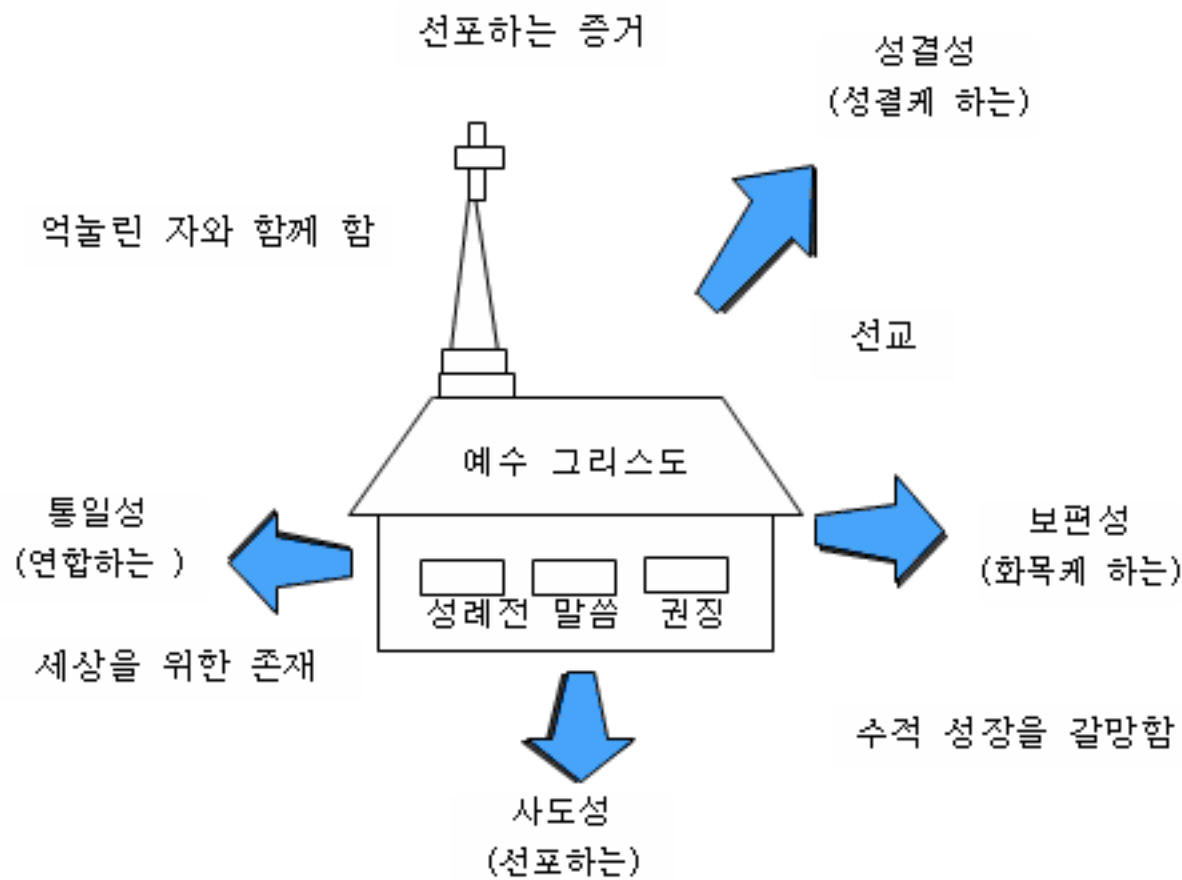 선포하는 증거
성결성
(성결케 하는)
억눌린 자와 함께 함
선교
예수 그리스도
통일성
(연합하는 )
보편성
(화목케 하는)
성례전 말씀 권징
세상을 위한 존재
수적 성장을 갈망함
사도성
(선포하는)